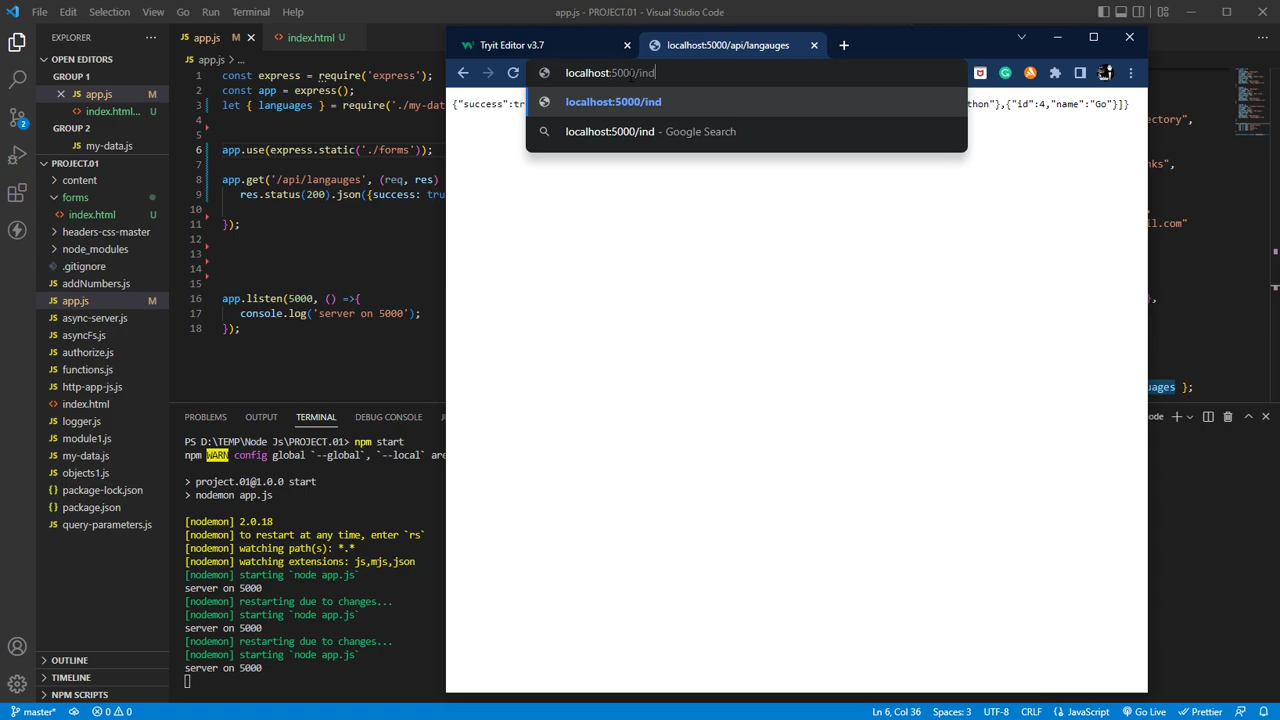 File Edit Selection View Go Run Terminal Help
app.js - PROJECT.01 - Visual Studio Code
EXPLORER
OPEN EDITORS
GROUP 1
app.js M
index.html... U
GROUP 2
my-data.js
PROJECT.01
content
forms
index.html U
headers-css-master
node_modules
.gitignore
addNumbers.js
app.js M
async-server.js
asyncFs.js
authorize.js
functions.js
http-app-js.js
index.html
logger.js
module1.js
my-data.js
objects1.js
package-lock.json
package.json
query-parameters.js
OUTLINE
TIMELINE
NPM SCRIPTS
2
app.js M
index.html U
app.js > ...
1 const express = require('express');
2 const app = express();
3 let { languages } = require('./my-dat
4
5
6 app.use(express.static('./forms'));
7
8 app.get('/api/langauges', (req, res)
9 res.status(200).json({success: tru
10
11 });
12
13
14
15
16 app.listen(5000, () =>{
17 console.log('server on 5000');
18 });
PROBLEMS OUTPUT TERMINAL DEBUG CONSOLE
PS D:\TEMP\Node Js\PROJECT.01> npm start
npm WARN config global `--global`, `--local` are
> project.01@1.0.0 start
> nodemon app.js
[nodemon] 2.0.18
[nodemon] to restart at any time, enter `rs`
[nodemon] watching path(s): *.*
[nodemon] watching extensions: js,mjs,json
[nodemon] starting `node app.js`
server on 5000
[nodemon] restarting due to changes...
[nodemon] starting `node app.js`
server on 5000
[nodemon] restarting due to changes...
[nodemon] starting `node app.js`
server on 5000
Tryit Editor v3.7
localhost:5000/api/langauges
localhost:5000/ind
localhost:5000/ind
localhost:5000/ind - Google Search
{"success":tr
thon"},{"id":4,"name":"Go"}]}
ectory",
nks",
il.com"
},
uages };
ode
master*
0 0
Ln 6, Col 36 Spaces: 3 UTF-8 CRLF JavaScript Go Live Prettier